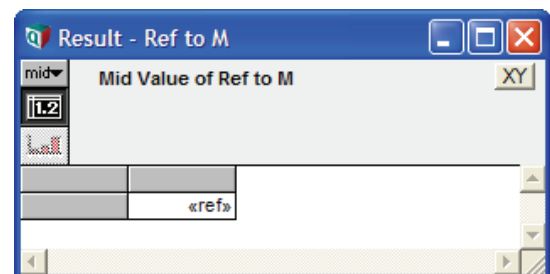 Result - Ref to M
mid
Mid Value of Ref to M
XY
1.2
«ref»